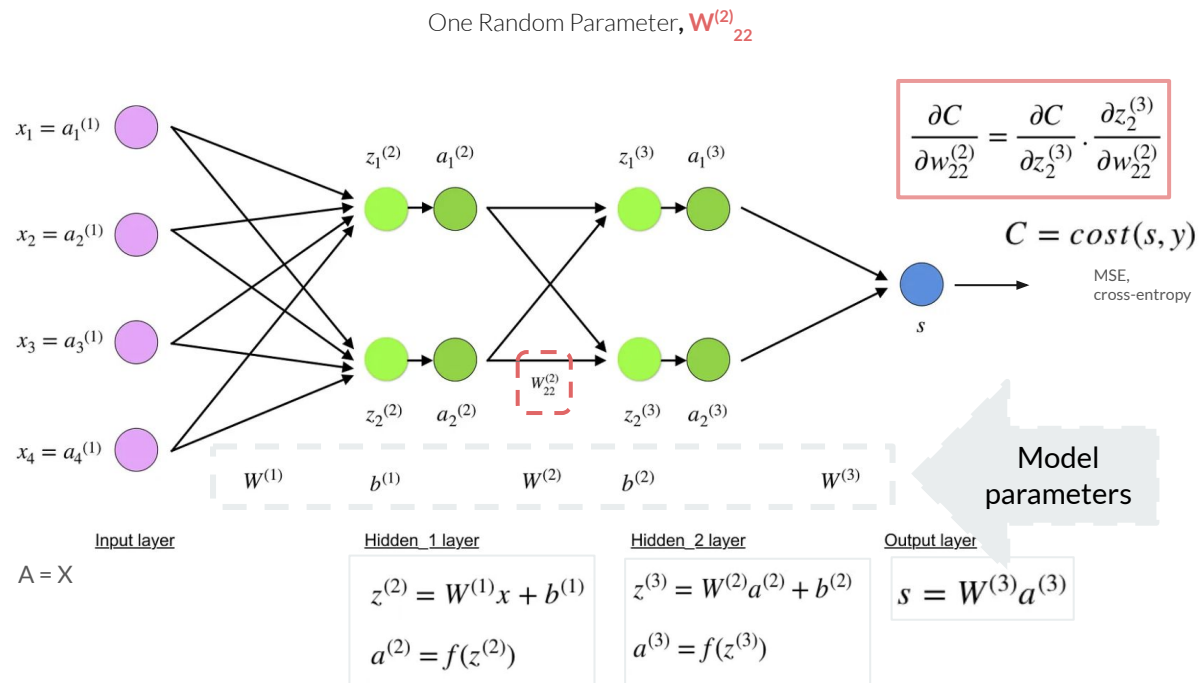 One Random Parameter, W⁽²⁾₂₂
x₁ = a₁⁽¹⁾
x₂ = a₂⁽¹⁾
x₃ = a₃⁽¹⁾
x₄ = a₄⁽¹⁾
z₁⁽²⁾ a₁⁽²⁾ z₁⁽³⁾ a₁⁽³⁾
∂C/∂w₂₂⁽²⁾ = ∂C/∂z₂⁽³⁾ . ∂z₂⁽³⁾/∂w₂₂⁽²⁾
C = cost(s, y)
MSE,
cross-entropy
s
W₂₂⁽²⁾
z₂⁽²⁾ a₂⁽²⁾ z₂⁽³⁾ a₂⁽³⁾
W⁽¹⁾ b⁽¹⁾ W⁽²⁾ b⁽²⁾ W⁽³⁾
Model
parameters
Input layer Hidden_1 layer Hidden_2 layer Output layer
A = X
z⁽²⁾ = W⁽¹⁾x + b⁽¹⁾
a⁽²⁾ = f(z⁽²⁾)
z⁽³⁾ = W⁽²⁾a⁽²⁾ + b⁽²⁾
a⁽³⁾ = f(z⁽³⁾)
s = W⁽³⁾a⁽³⁾